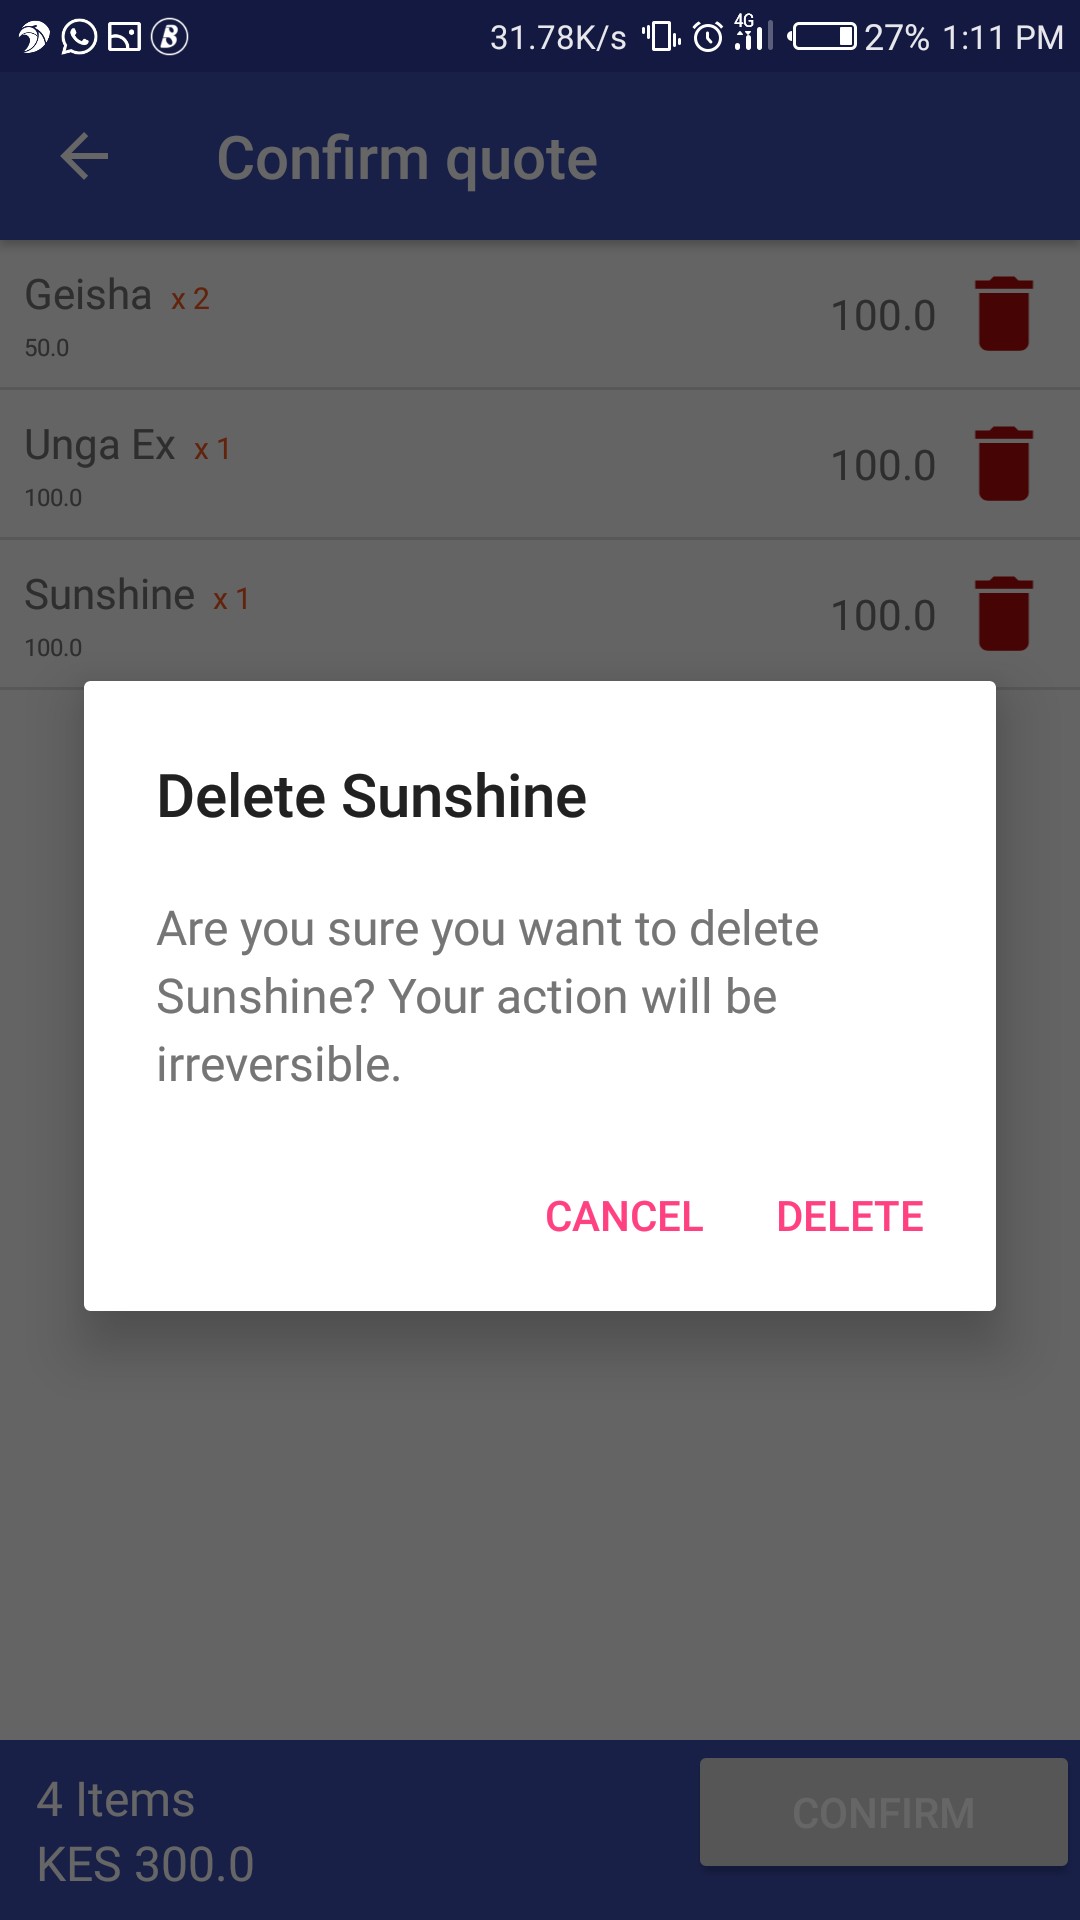 31.78K/s 4G 27% 1:11 PM
Confirm quote
Geisha x 2
100.0
50.0
Unga Ex x 1
100.0
100.0
Sunshine x 1
100.0
100.0
Delete Sunshine
Are you sure you want to delete
Sunshine? Your action will be
irreversible.
CANCEL DELETE
4 Items
CONFIRM
KES 300.0